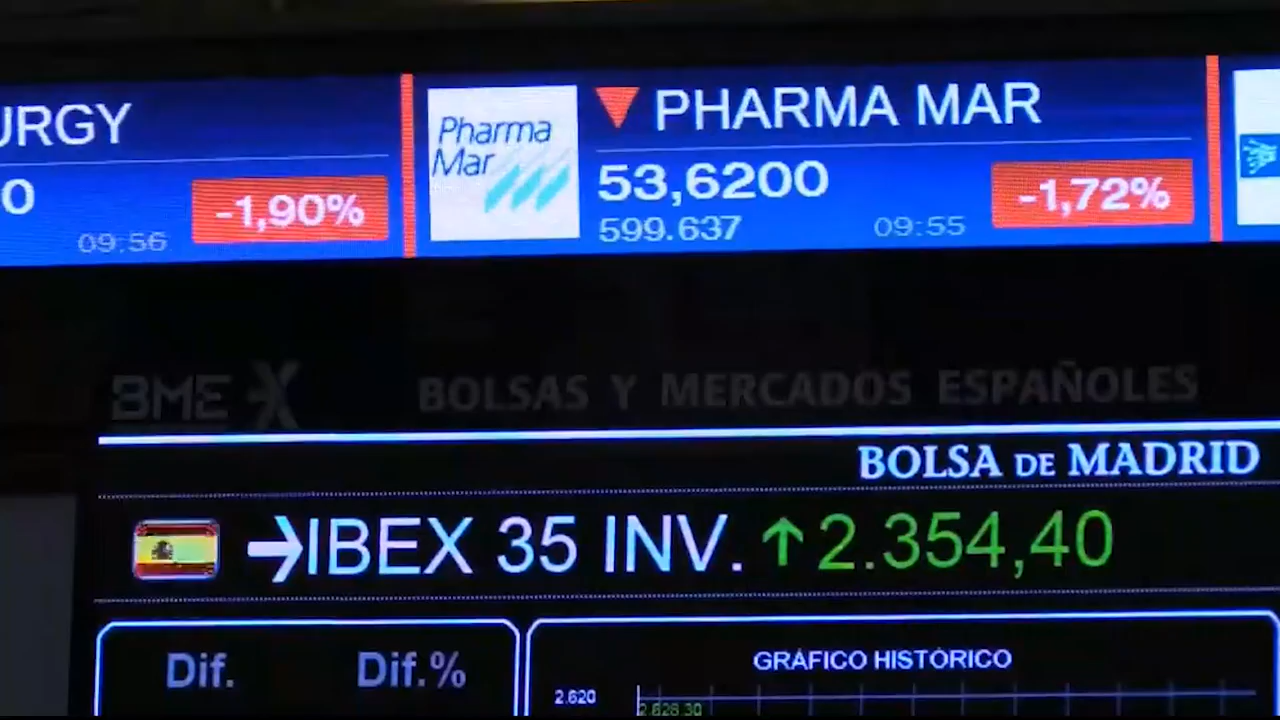 URGY
0
-1,90%
09:56
Pharma
Mar
PHARMA MAR
53,6200
-1,72%
599.637
09:55
BME X
BOLSAS Y MERCADOS ESPAÑOLES
BOLSA DE MADRID
→IBEX 35 INV. ↑2.354,40
Dif. Dif.%
GRÁFICO HISTÓRICO
2.620
2.628.30